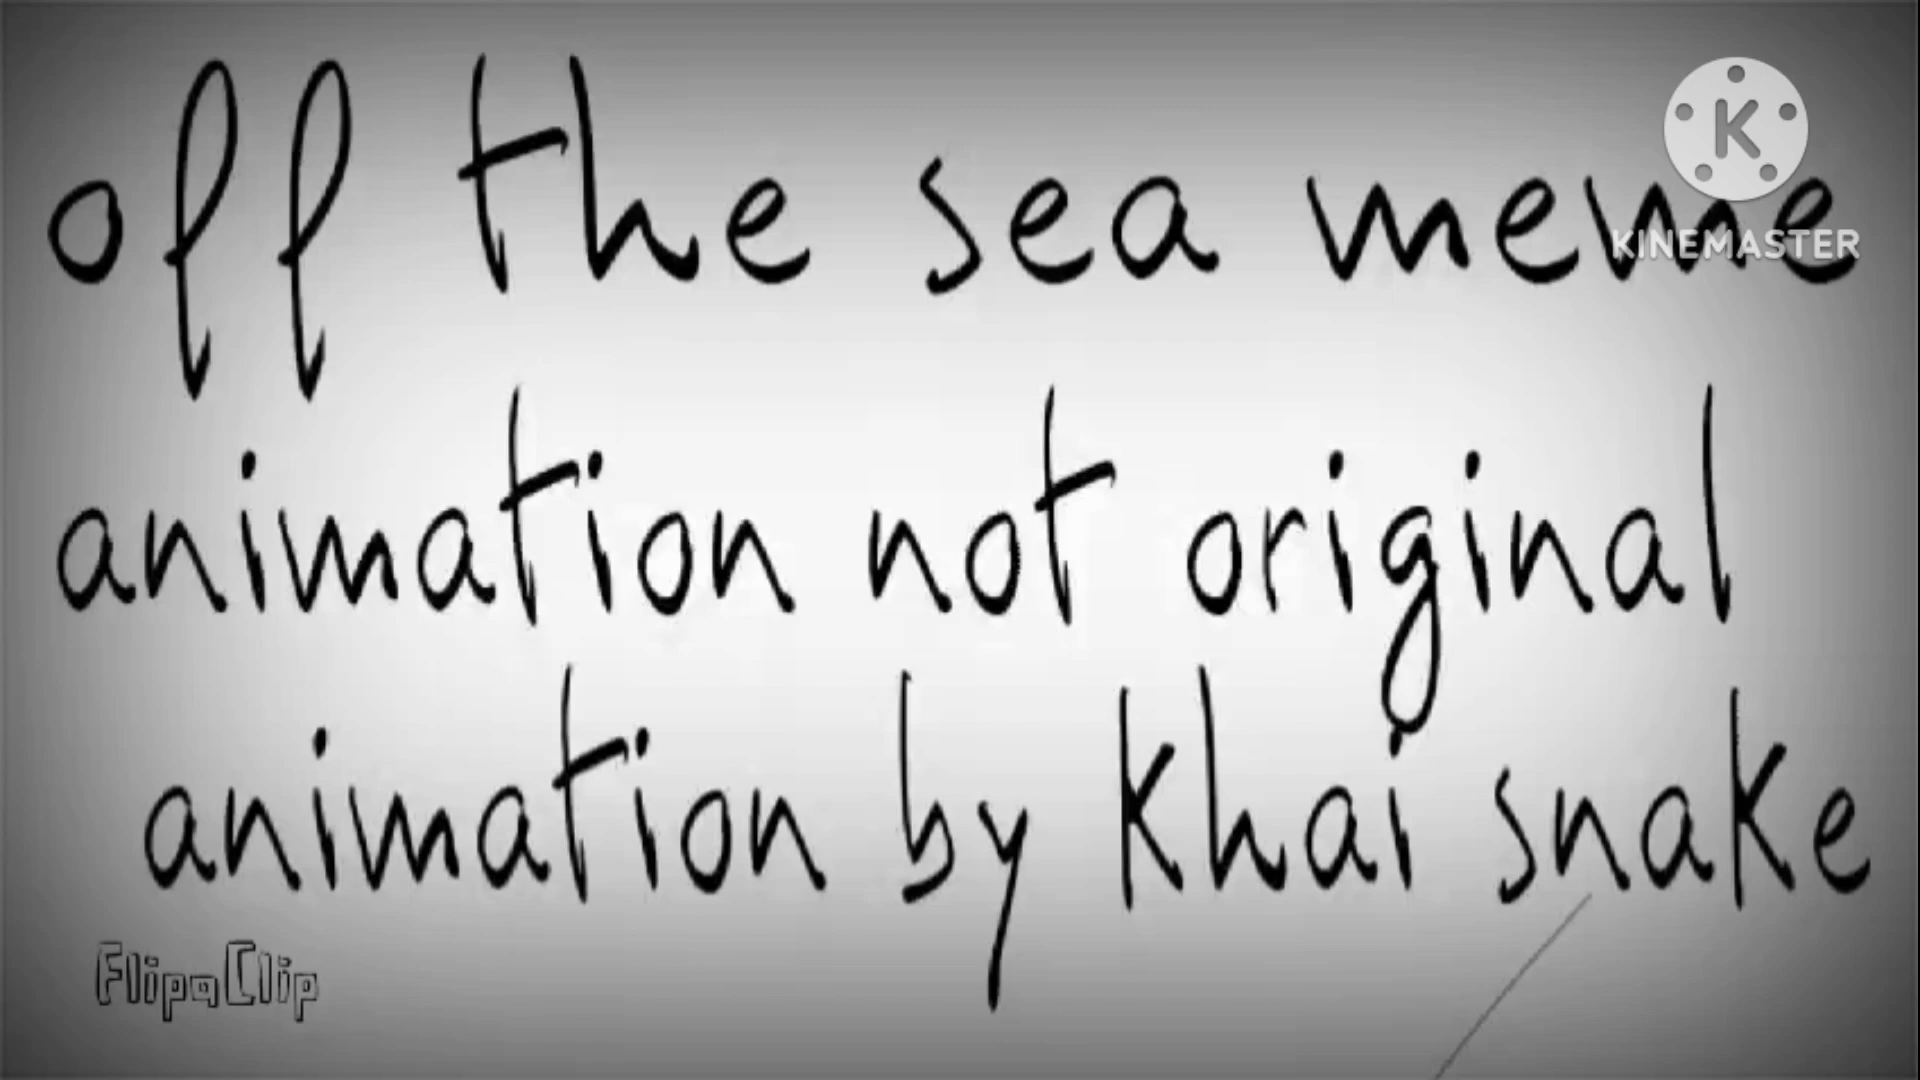 off the sea meme
K
KINEMASTER
animation not original
animation by khai snake
FlipaClip